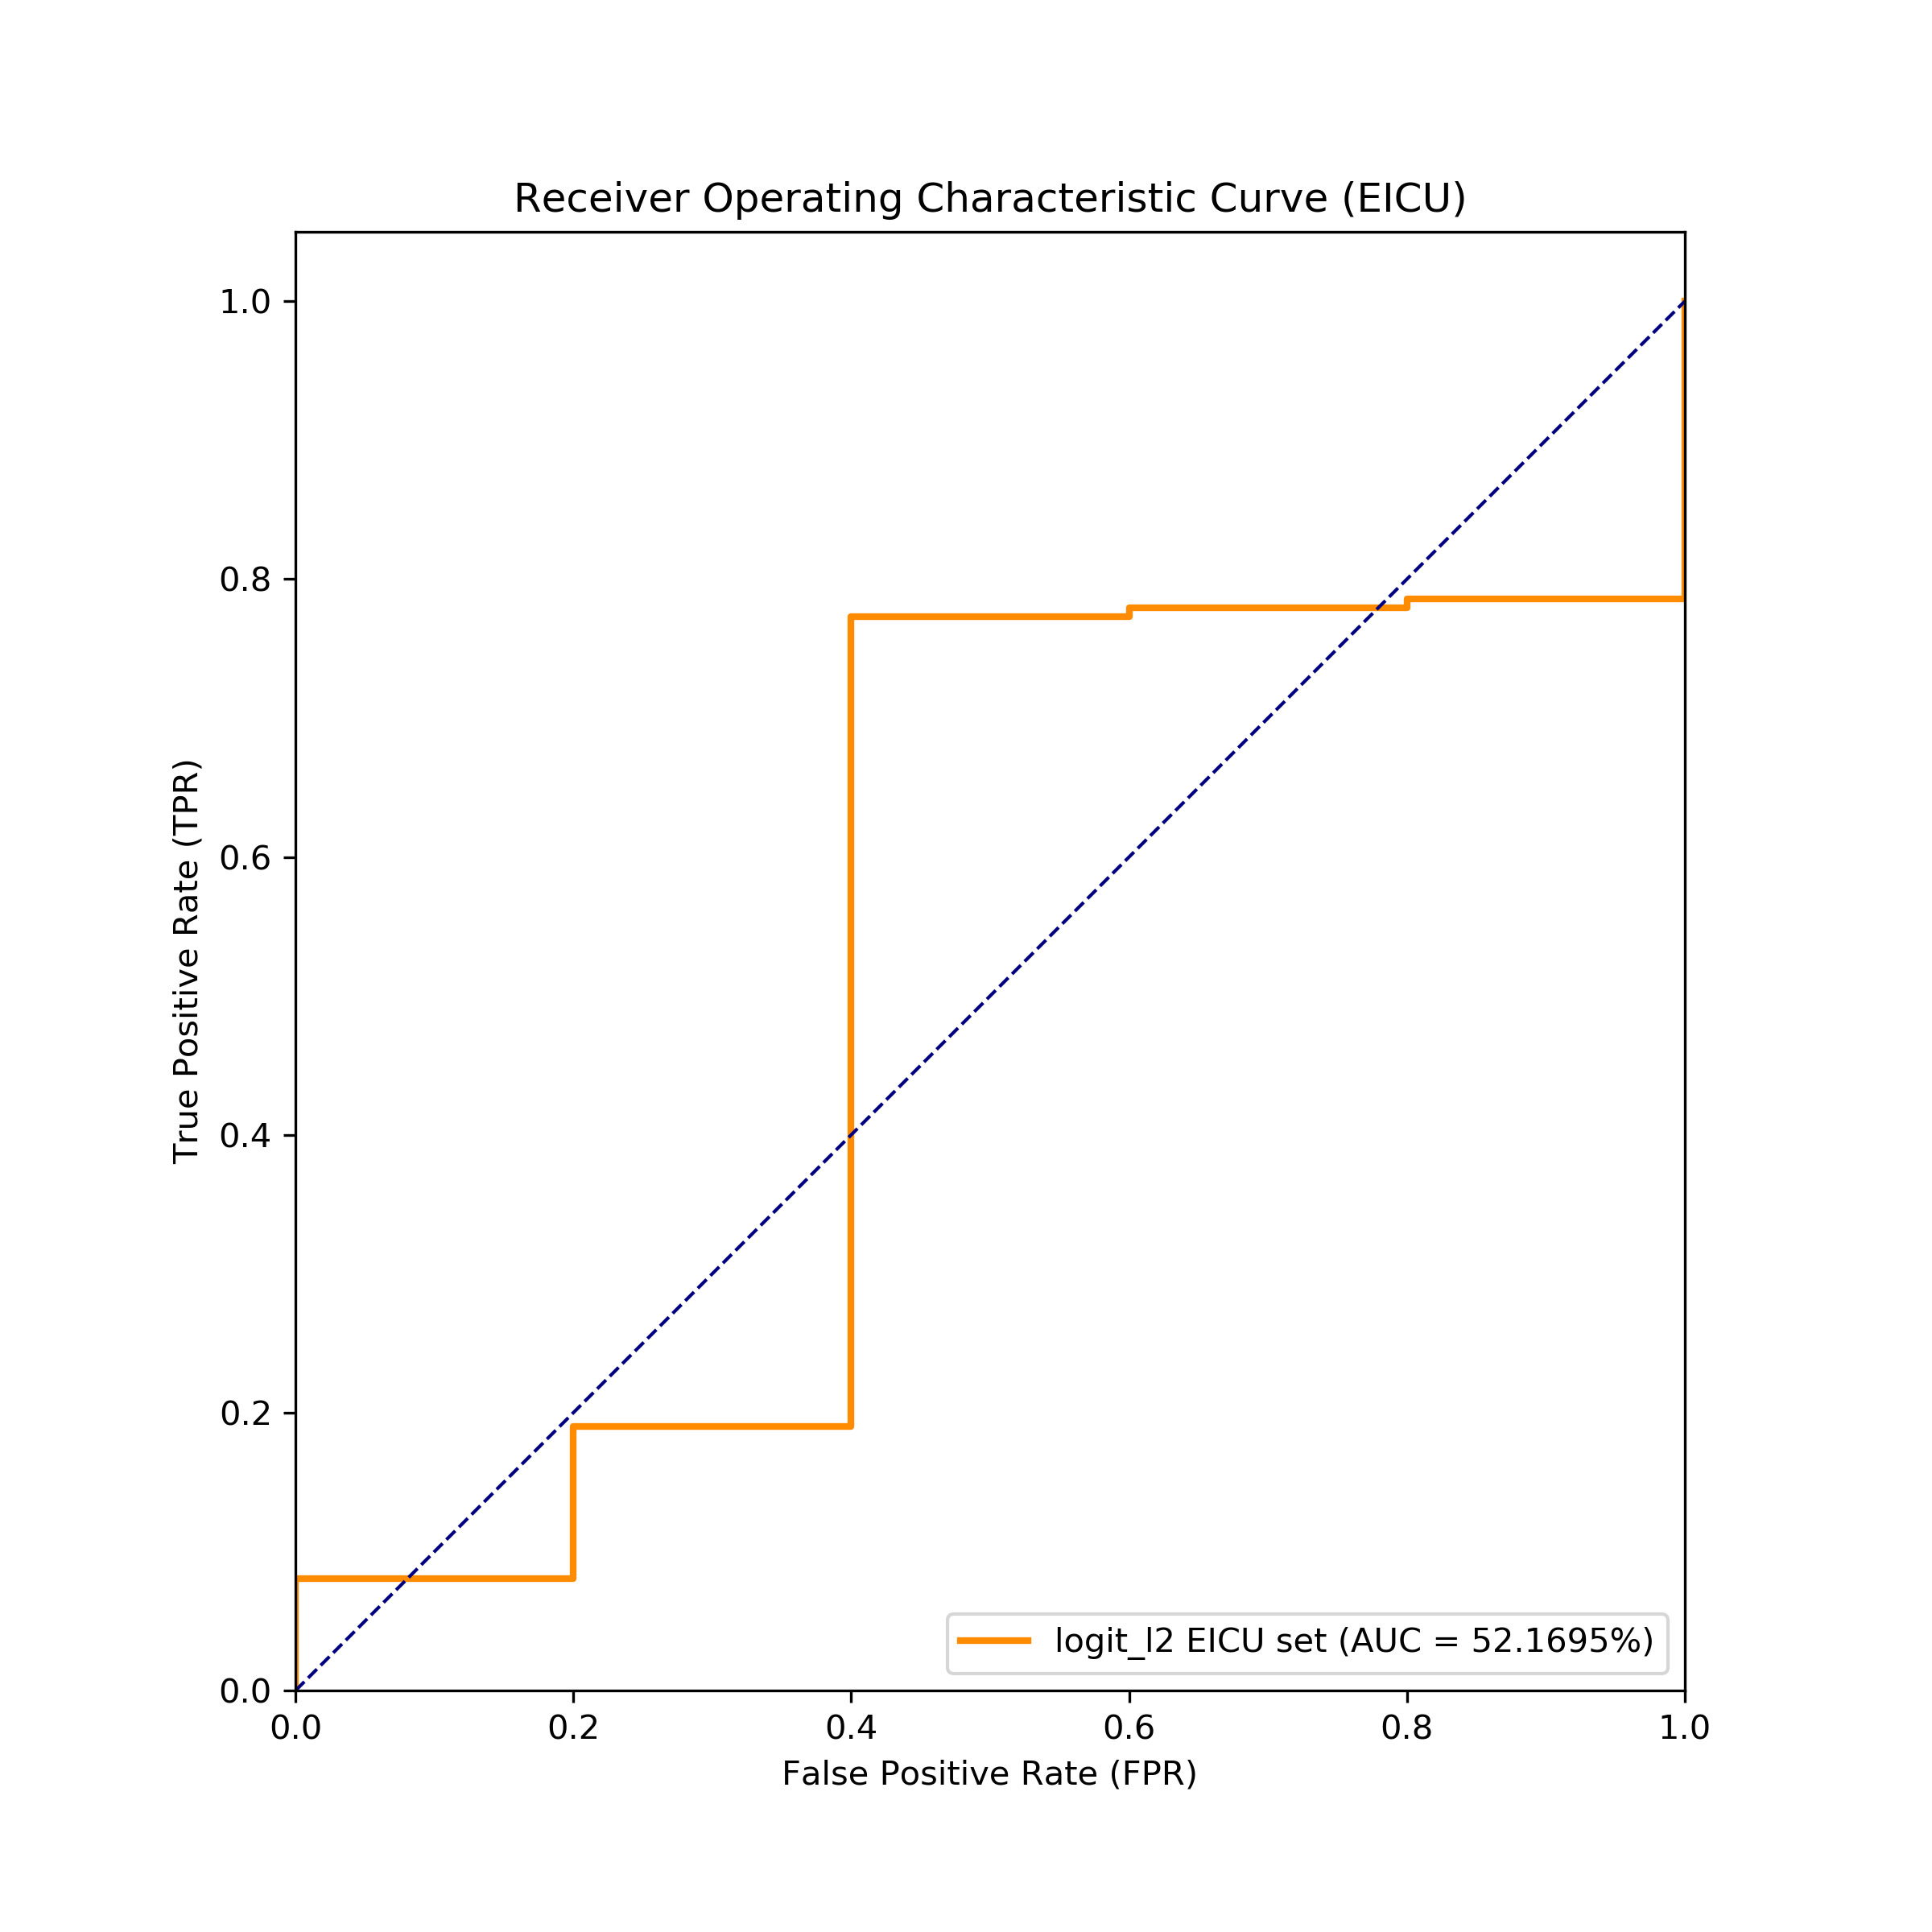 Receiver Operating Characteristic Curve (EICU)
1.0
0.8
0.6
0.4
0.2
0.0
True Positive Rate (TPR)
logit_l2 EICU set (AUC = 52.1695%)
0.0 0.2 0.4 0.6 0.8 1.0
False Positive Rate (FPR)